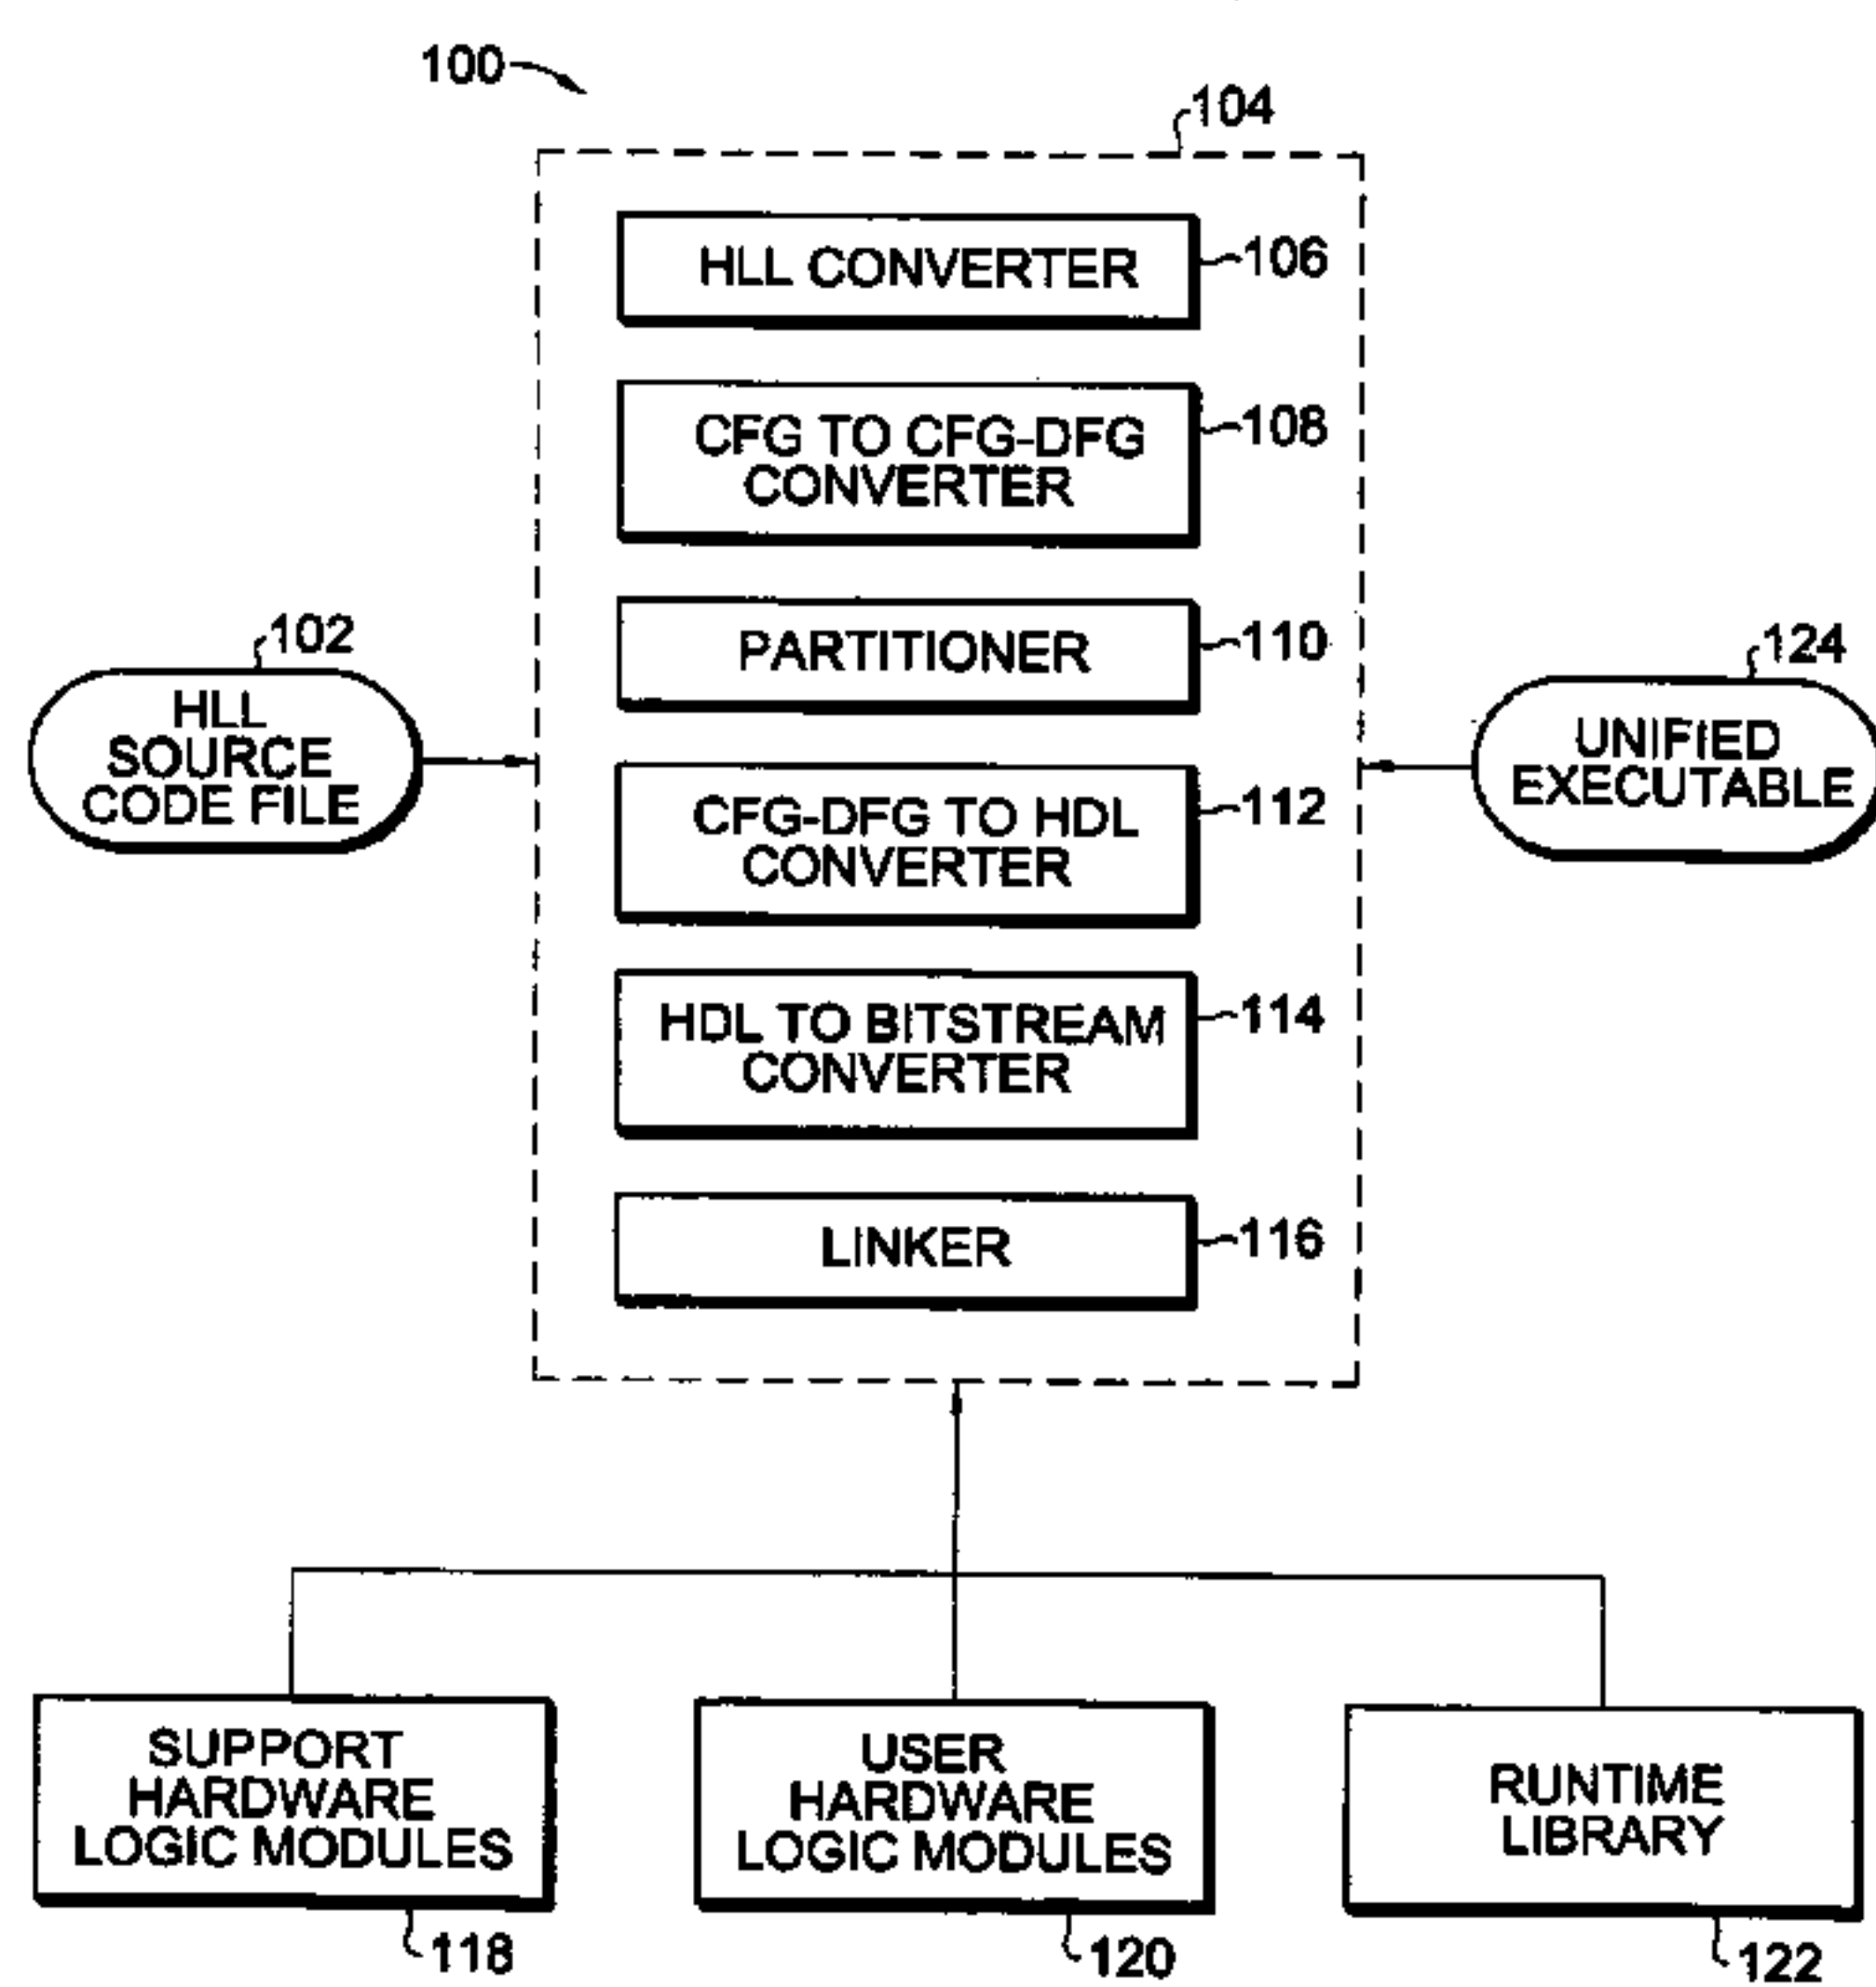 100
104
HLL CONVERTER
106
CFG TO CFG-DFG
CONVERTER
108
PARTITIONER
110
102
HLL
SOURCE
CODE FILE
124
UNIFIED
EXECUTABLE
CFG-DFG TO HDL
CONVERTER
112
HDL TO BITSTREAM
CONVERTER
114
LINKER
116
SUPPORT
HARDWARE
LOGIC MODULES
118
USER
HARDWARE
LOGIC MODULES
120
RUNTIME
LIBRARY
122